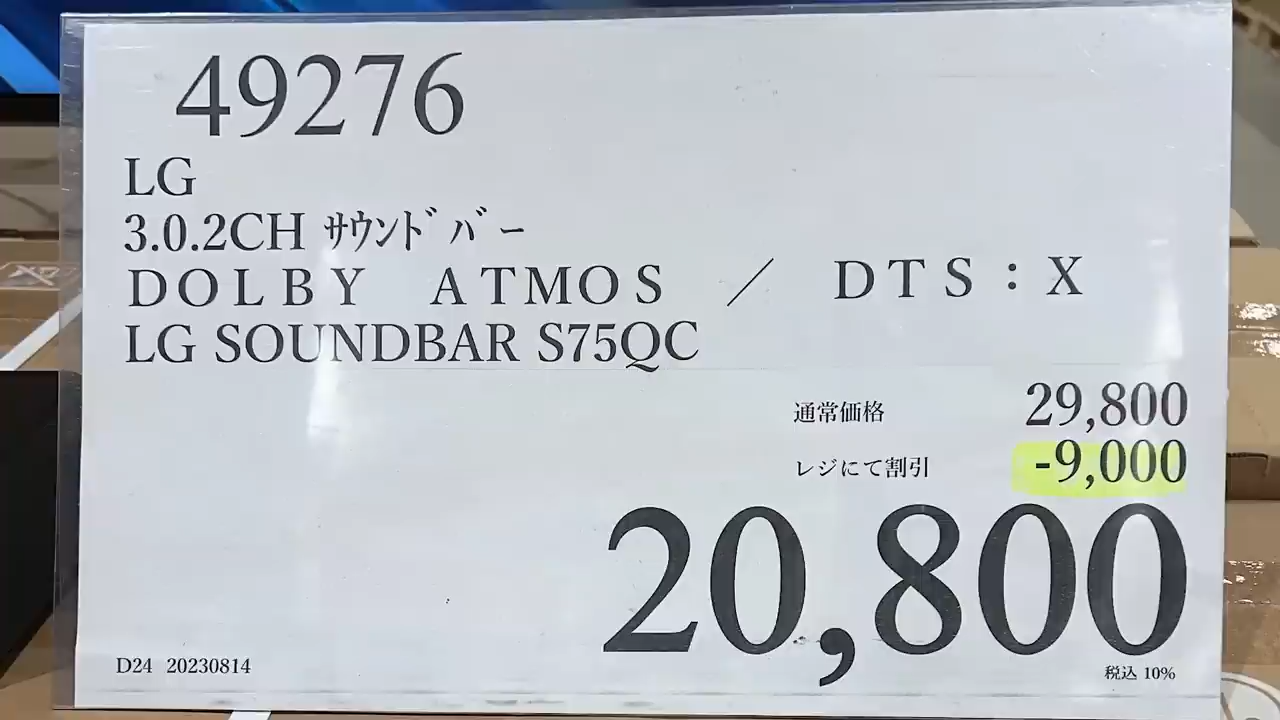 49276
LG
3.0.2CH ｻｳﾝﾄﾞﾊﾞｰ
ＤＯＬＢＹ　ＡＴＭＯＳ　／　ＤＴＳ：Ｘ
LG SOUNDBAR S75QC
通常価格 29,800
レジにて割引 -9,000
20,800
D24 20230814 税込 10%